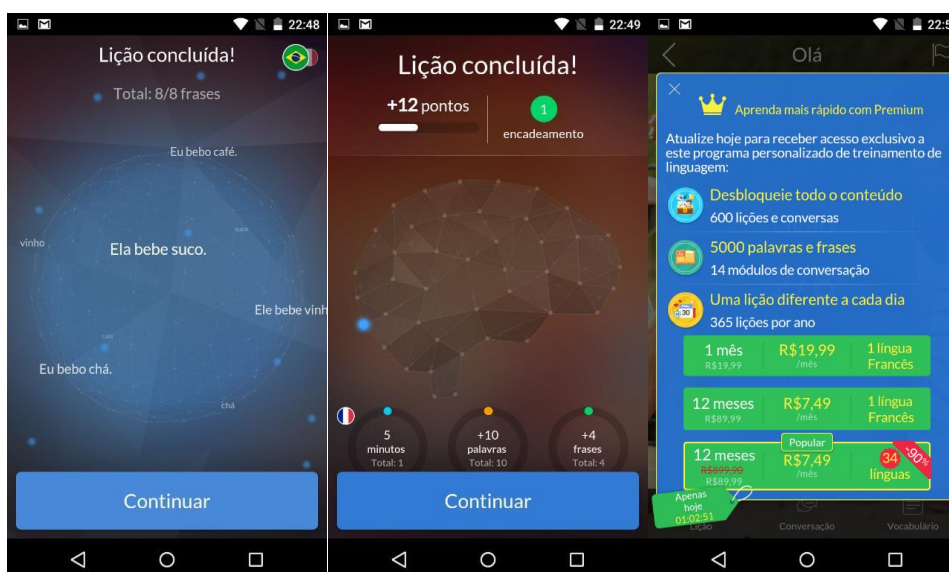 22:48
Lição concluída!
Total: 8/8 frases
Eu bebo café.
suco
vinho
Ela bebe suco.
Ele bebe vinh
café
Eu bebo chá.
chá
Continuar
22:49
Lição concluída!
+12 pontos
1
encadeamento
5
minutos
Total: 1
+10
palavras
Total: 10
+4
frases
Total: 4
Continuar
22:5
Olá
Aprenda mais rápido com Premium
Atualize hoje para receber acesso exclusivo a
este programa personalizado de treinamento de
linguagem:
Desbloqueie todo o conteúdo
600 lições e conversas
5000 palavras e frases
14 módulos de conversação
30
Uma lição diferente a cada dia
365 lições por ano
1 mês
R$19,99
R$19,99
/mês
1 língua
Francês
12 meses
R$89,99
R$7,49
/mês
1 língua
Francês
Popular
12 meses
R$899,90
R$89,99
R$7,49
/mês
34
línguas
-90%
Apenas
hoje
01:02:51
Lição
Conversação
Vocabulário